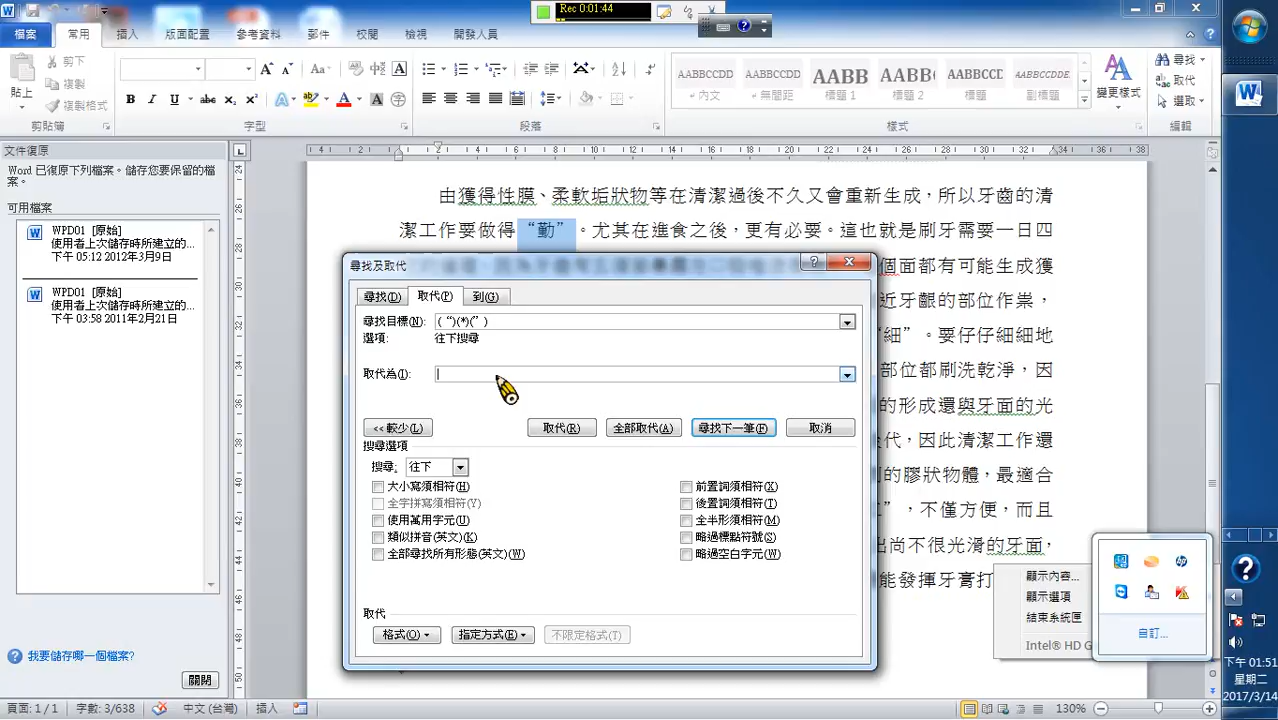 Rec 0:01:44
檔案 常用 插入 版面配置 參考資料 郵件 校閱 檢視 開發人員
貼上
剪下
複製
複製格式
AABBCCDD AABBCCDD AABB AABB( AABBCCE AABBCCDDE.
內文 無間距 標題 1 標題 2 標題 副標題
變更樣式
尋找
取代
選取
剪貼簿 字型 段落 樣式 編輯
文件復原
Word 已復原下列檔案。儲存您要保留的檔案。
可用檔案
WPD01 [原始]
使用者上次儲存時所建立的...
下午 05:12 2012年3月9日
WPD01 [原始]
使用者上次儲存時所建立的...
下午 03:58 2011年2月21日
我要儲存哪一個檔案?
關閉
由獲得性膜、柔軟垢狀物等在清潔過後不久又會重新生成，所以牙齒的清
潔工作要做得“勤”。尤其在進食之後，更有必要。這也就是刷牙需要一日四
個面都有可能生成獲
近牙齦的部位作祟，
“細”。要仔仔細細地
部位都刷洗乾淨，因
的形成還與牙面的光
因此清潔工作還
的膠狀物體，最適合
”，不僅方便，而且
出尚不很光滑的牙面，
能發揮牙膏打
尋找及取代
尋找(D) 取代(P) 到(G)
尋找目標(N): (“)(*)(”)
選項: 往下搜尋
取代為(I):
<< 較少(L) 取代(R) 全部取代(A) 尋找下一筆(F) 取消
搜尋選項
搜尋: 往下
大小寫須相符(H)
全字拼寫須相符(Y)
使用萬用字元(U)
類似拼音(英文)(K)
全部尋找所有形態(英文)(W)
前置詞須相符(X)
後置詞須相符(T)
全半形須相符(M)
略過標點符號(S)
略過空白字元(W)
取代
格式(O) 指定方式(E) 不限定格式(T)
顯示內容...
顯示選項
結束系統匣
Intel® HD G
自訂...
下午 01:51
星期二
2017/3/14
頁面: 1/1 字數: 3/638 中文(台灣) 插入 130%